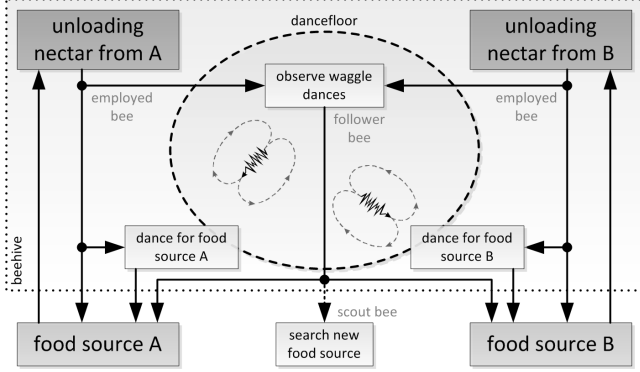 unloading
nectar from A
dancefloor
unloading
nectar from B
observe waggle
dances
employed
bee
follower
bee
employed
bee
dance for food
source A
dance for food
source B
beehive
scout bee
food source A
search new
food source
food source B